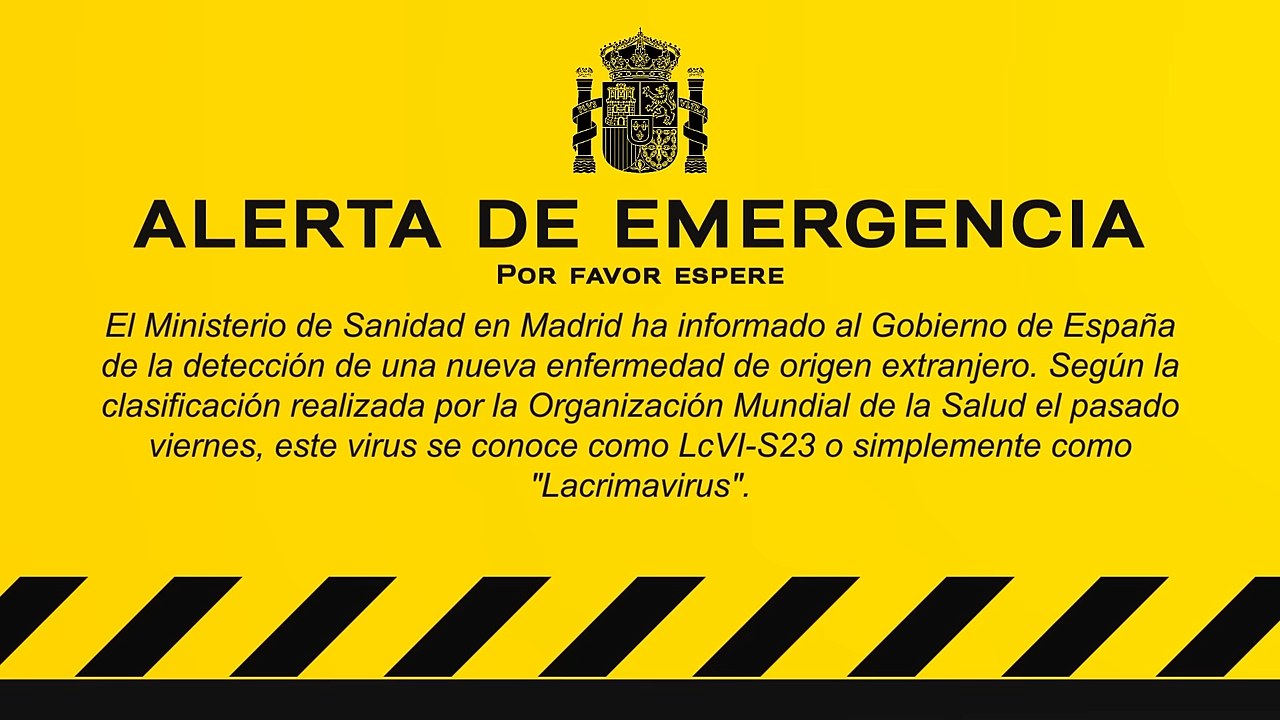 ALERTA DE EMERGENCIA
POR FAVOR ESPERE
El Ministerio de Sanidad en Madrid ha informado al Gobierno de España
de la detección de una nueva enfermedad de origen extranjero. Según la
clasificación realizada por la Organización Mundial de la Salud el pasado
viernes, este virus se conoce como LcVI-S23 o simplemente como
"Lacrimavirus".